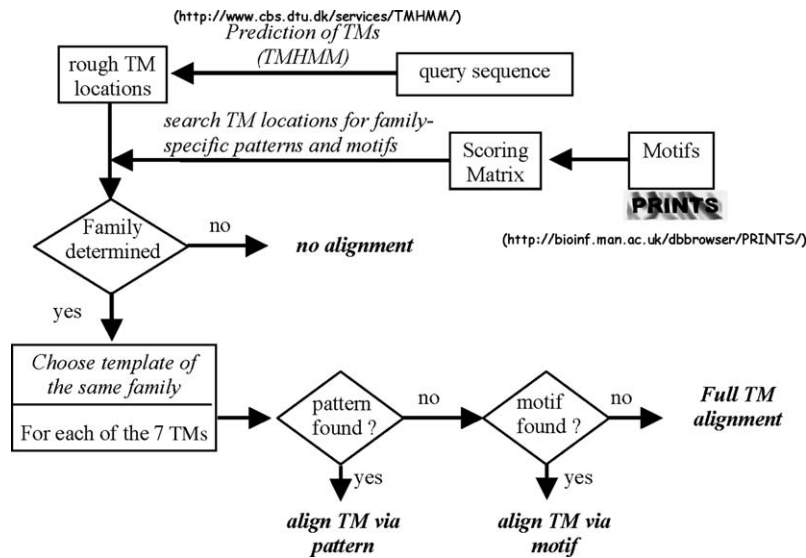 (http://www.cbs.dtu.dk/services/TMHMM/)
Prediction of TMs
(TMHMM)
rough TM
locations
query sequence
search TM locations for family-
specific patterns and motifs
Scoring
Matrix
Motifs
PRINTS
(http://bioinf.man.ac.uk/dbbrowser/PRINTS/)
Family
determined
no
no alignment
yes
Choose template of
the same family
For each of the 7 TMs
pattern
found ?
no
motif
found ?
no
Full TM
alignment
yes
yes
align TM via
pattern
align TM via
motif